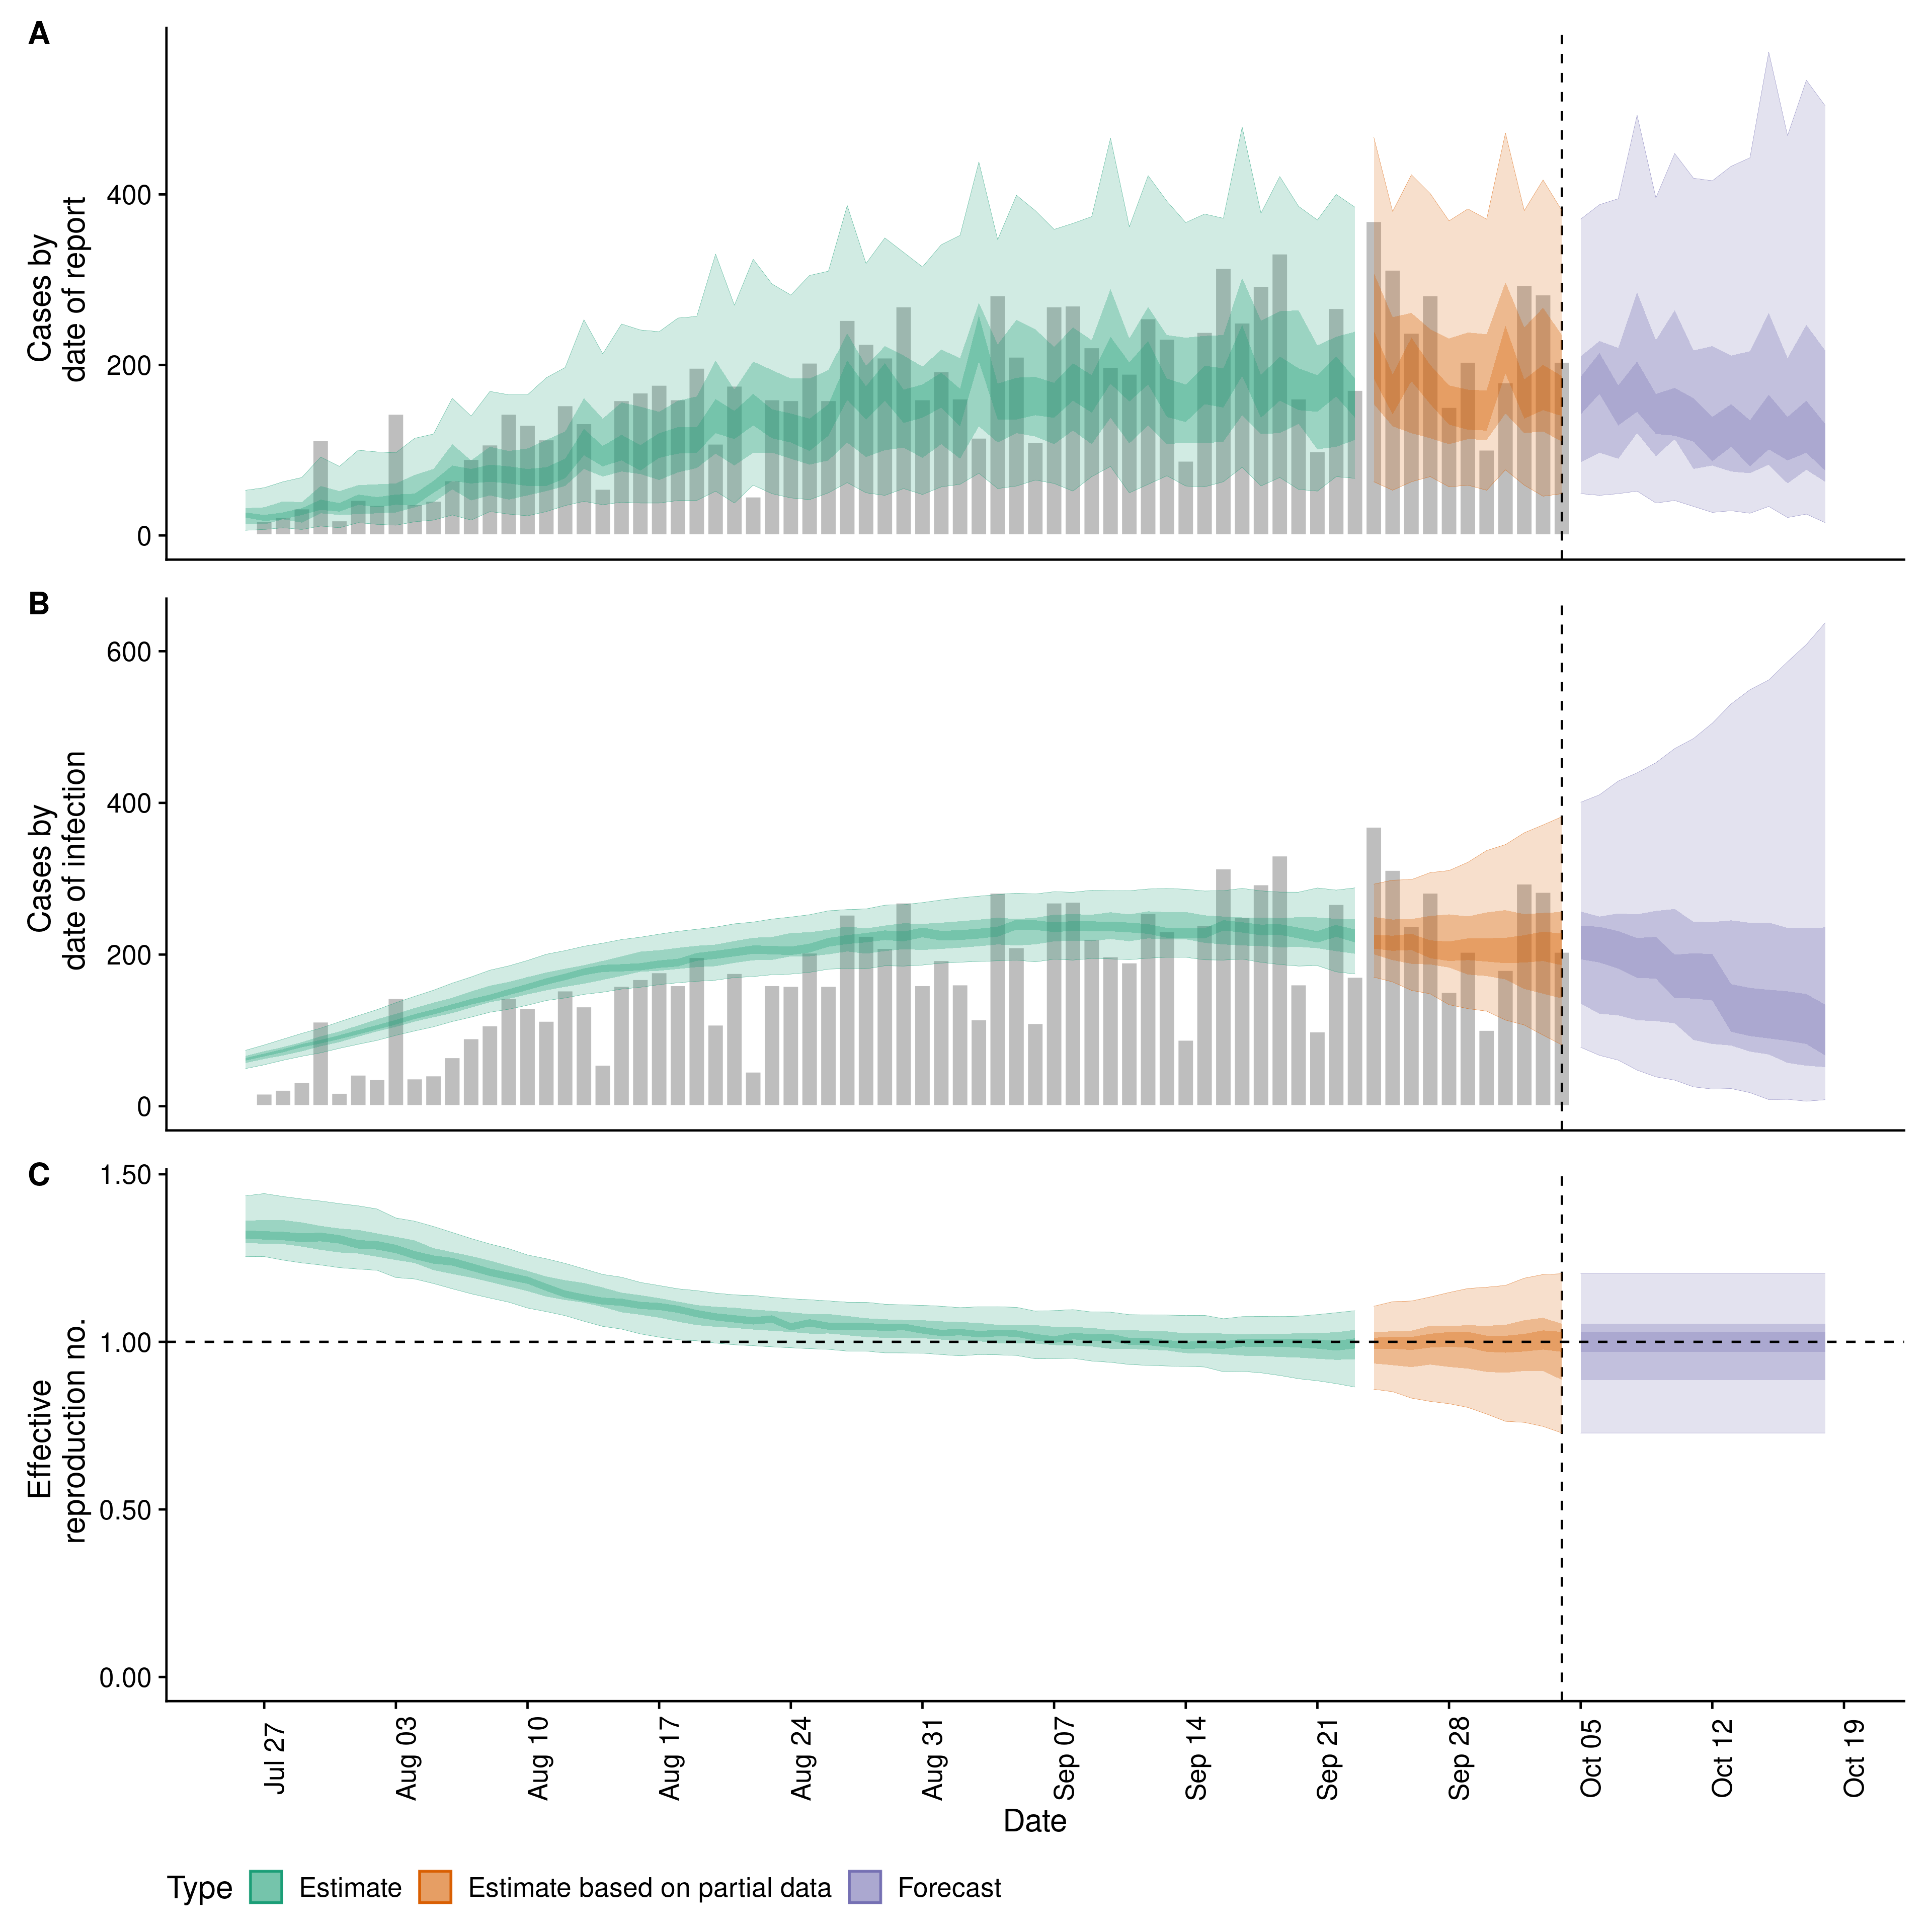 A
Cases by
date of report
400
200
0
B
Cases by
date of infection
600
400
200
0
C
Effective
reproduction no.
1.50
1.00
0.50
0.00
Jul 27
Aug 03
Aug 10
Aug 17
Aug 24
Aug 31
Sep 07
Sep 14
Sep 21
Sep 28
Oct 05
Oct 12
Oct 19
Date
Type Estimate Estimate based on partial data Forecast